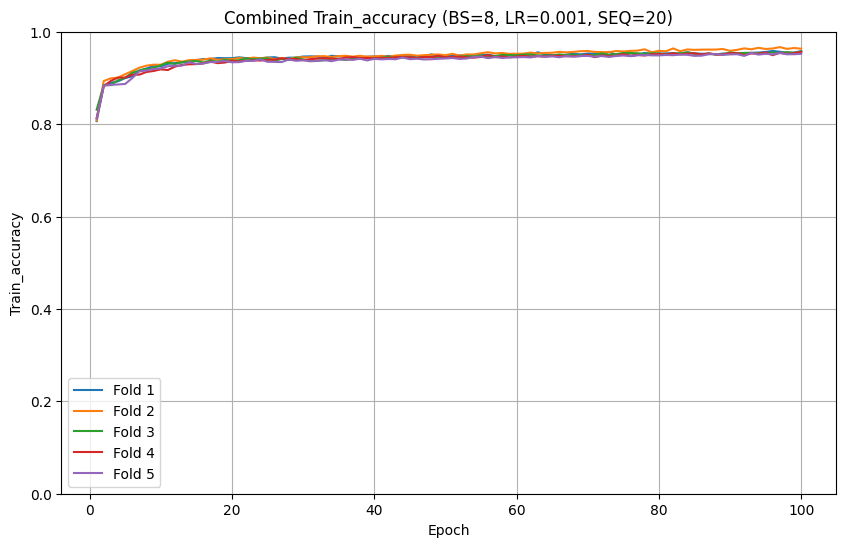 Combined Train_accuracy (BS=8, LR=0.001, SEQ=20)
Train_accuracy
1.0
0.8
0.6
0.4
0.2
0.0
Fold 1
Fold 2
Fold 3
Fold 4
Fold 5
0 20 40 60 80 100
Epoch